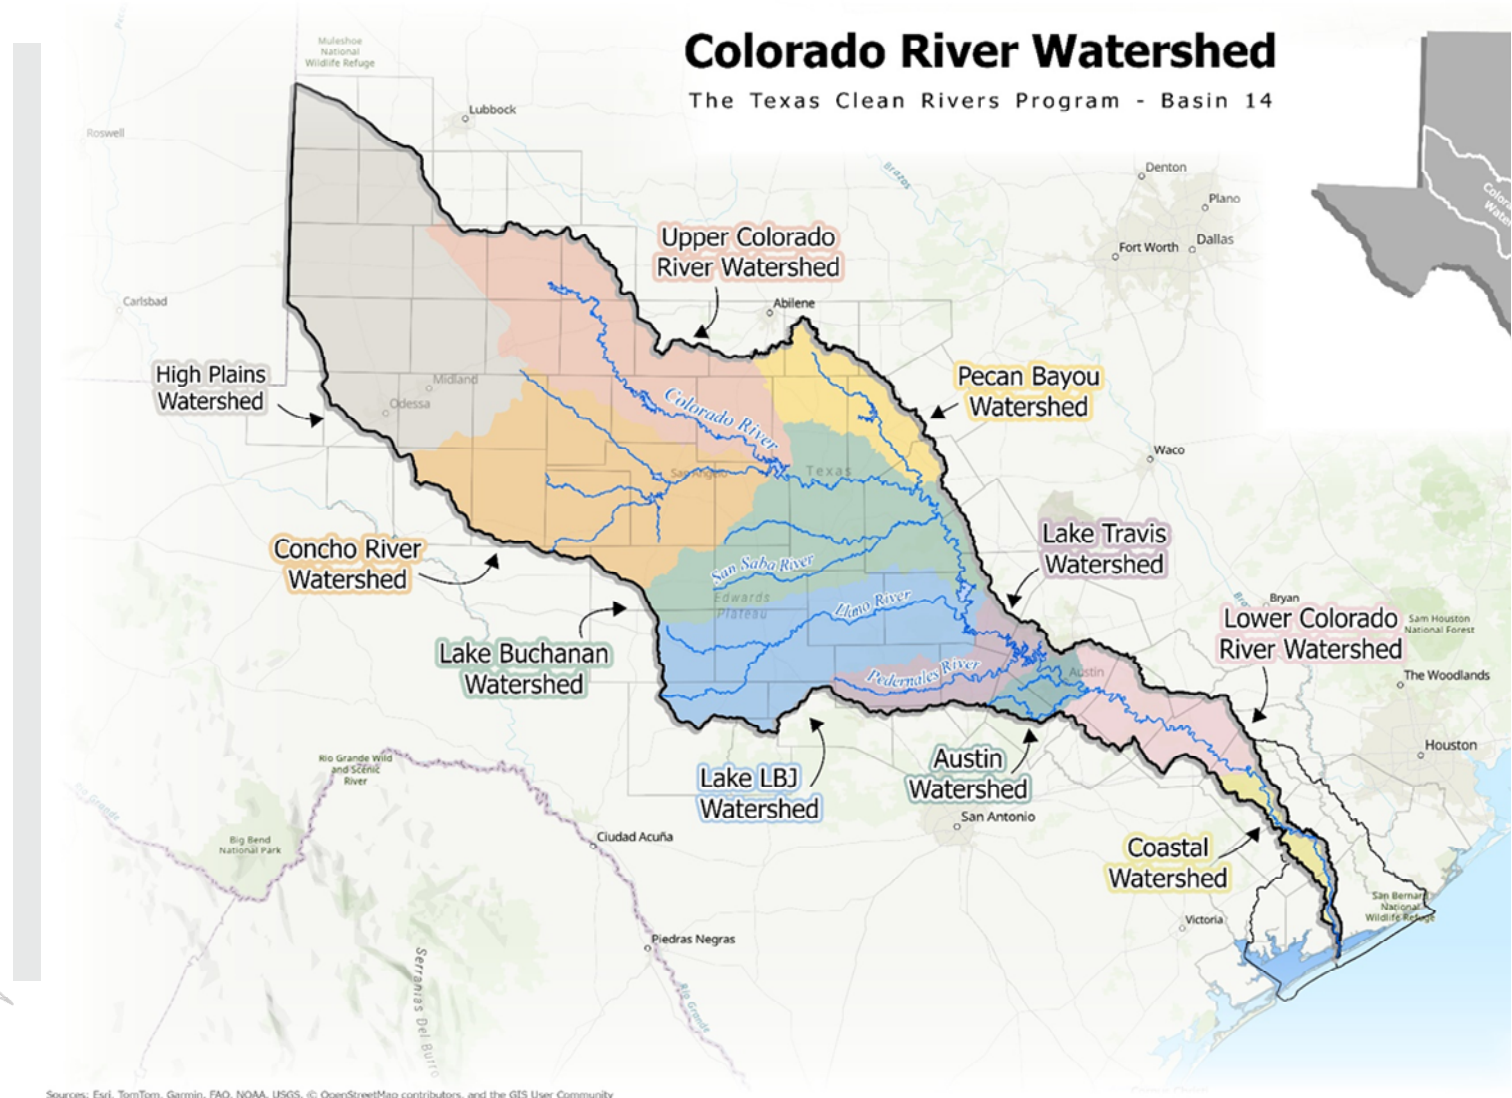 Colorado River Watershed
The Texas Clean Rivers Program - Basin 14
Muleshoe
National
Wildlife Refuge
Lubbock
Roswell
Brazos
Denton
Plano
Dallas
Fort Worth
Upper Colorado
River Watershed
Carlsbad
Abilene
High Plains
Watershed
Midland
Odessa
Colorado River
Pecan Bayou
Watershed
Waco
San Angelo
Texas
Concho River
Watershed
Lake Travis
Watershed
San Saba River
Edwards
Plateau
Llano River
Bryan
Lower Colorado
River Watershed
Sam Houston
National Forest
Lake Buchanan
Watershed
Pedernales River
Austin
The Woodlands
Houston
Rio Grande Wild
and Scenic
River
Lake LBJ
Watershed
Austin
Watershed
San Antonio
Rio Grande
Big Bend
National Park
Ciudad Acuña
Coastal
Watershed
San Bernard
National
Wildlife Refuge
Victoria
Piedras Negras
Rio Grande
Serranias Del Burro
Sources: Esri, TomTom, Garmin, FAO, NOAA, USGS, © OpenStreetMap contributors, and the GIS User Community